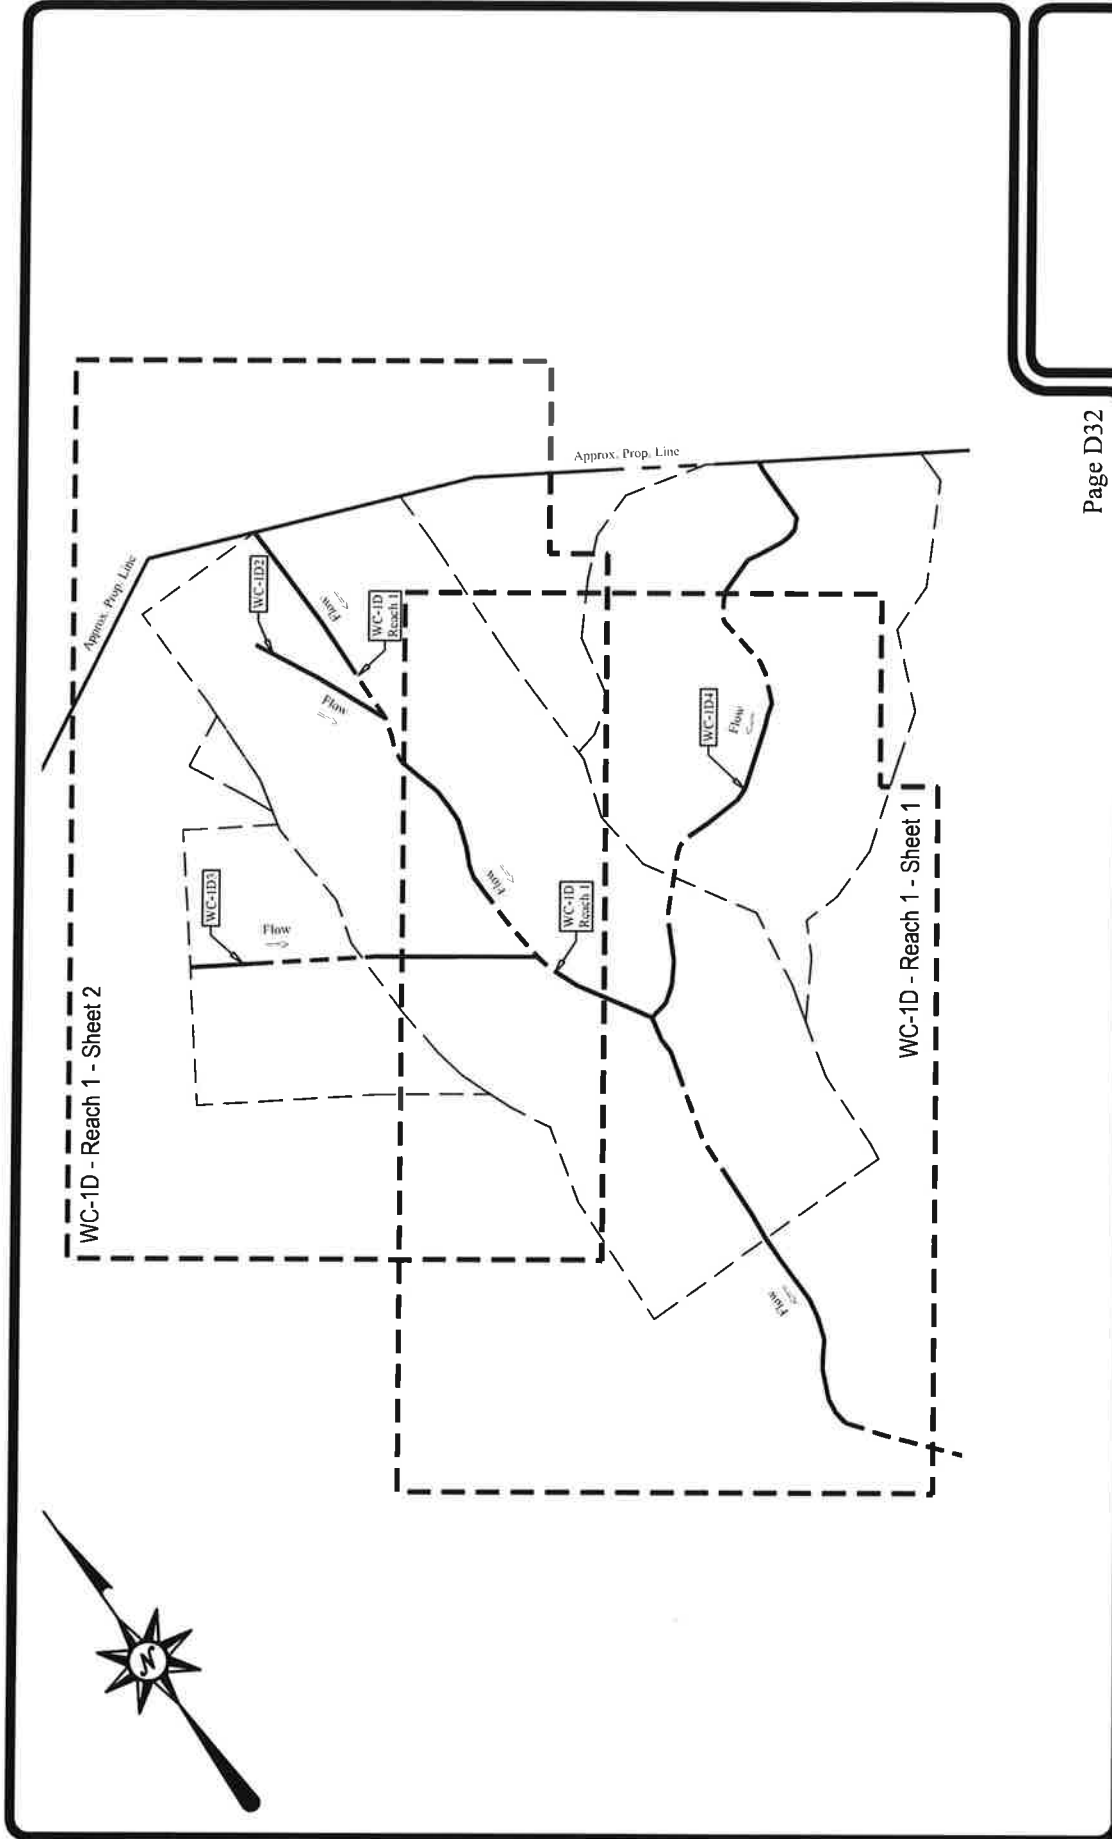 Approx. Prop. Line
Approx. Prop. Line
WC-1D2
Flow
WC-1D
Reach 1
Flow
WC-1D4
Flow
WC-1D3
Flow
Flow
WC-1D
Reach 1
WC-1D - Reach 1 - Sheet 2
WC-1D - Reach 1 - Sheet 1
Flow
N
Page D32